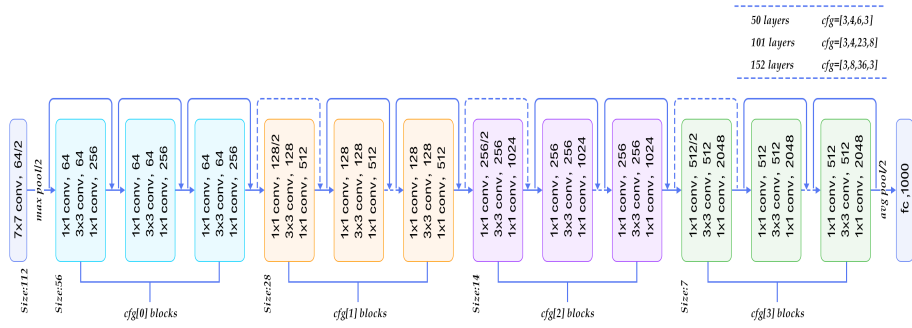 50 layers cfg=[3,4,6,3]
101 layers cfg=[3,4,23,8]
152 layers cfg=[3,8,36,3]
7x7 conv, 64/2
max pool/2
1x1 conv, 64
3x3 conv, 64
1x1 conv, 256
1x1 conv, 64
3x3 conv, 64
1x1 conv, 256
1x1 conv, 64
3x3 conv, 64
1x1 conv, 256
1x1 conv, 128/2
3x3 conv, 128
1x1 conv, 512
1x1 conv, 128
3x3 conv, 128
1x1 conv, 512
1x1 conv, 128
3x3 conv, 128
1x1 conv, 512
1x1 conv, 256/2
3x3 conv, 256
1x1 conv, 1024
1x1 conv, 256
3x3 conv, 256
1x1 conv, 1024
1x1 conv, 256
3x3 conv, 256
1x1 conv, 1024
1x1 conv, 512/2
3x3 conv, 512
1x1 conv, 2048
1x1 conv, 512
3x3 conv, 512
1x1 conv, 2048
1x1 conv, 512
3x3 conv, 512
1x1 conv, 2048
avg pool/2
fc ,1000
Size:112
Size:56
Size:28
Size:14
Size:7
cfg[0] blocks
cfg[1] blocks
cfg[2] blocks
cfg[3] blocks